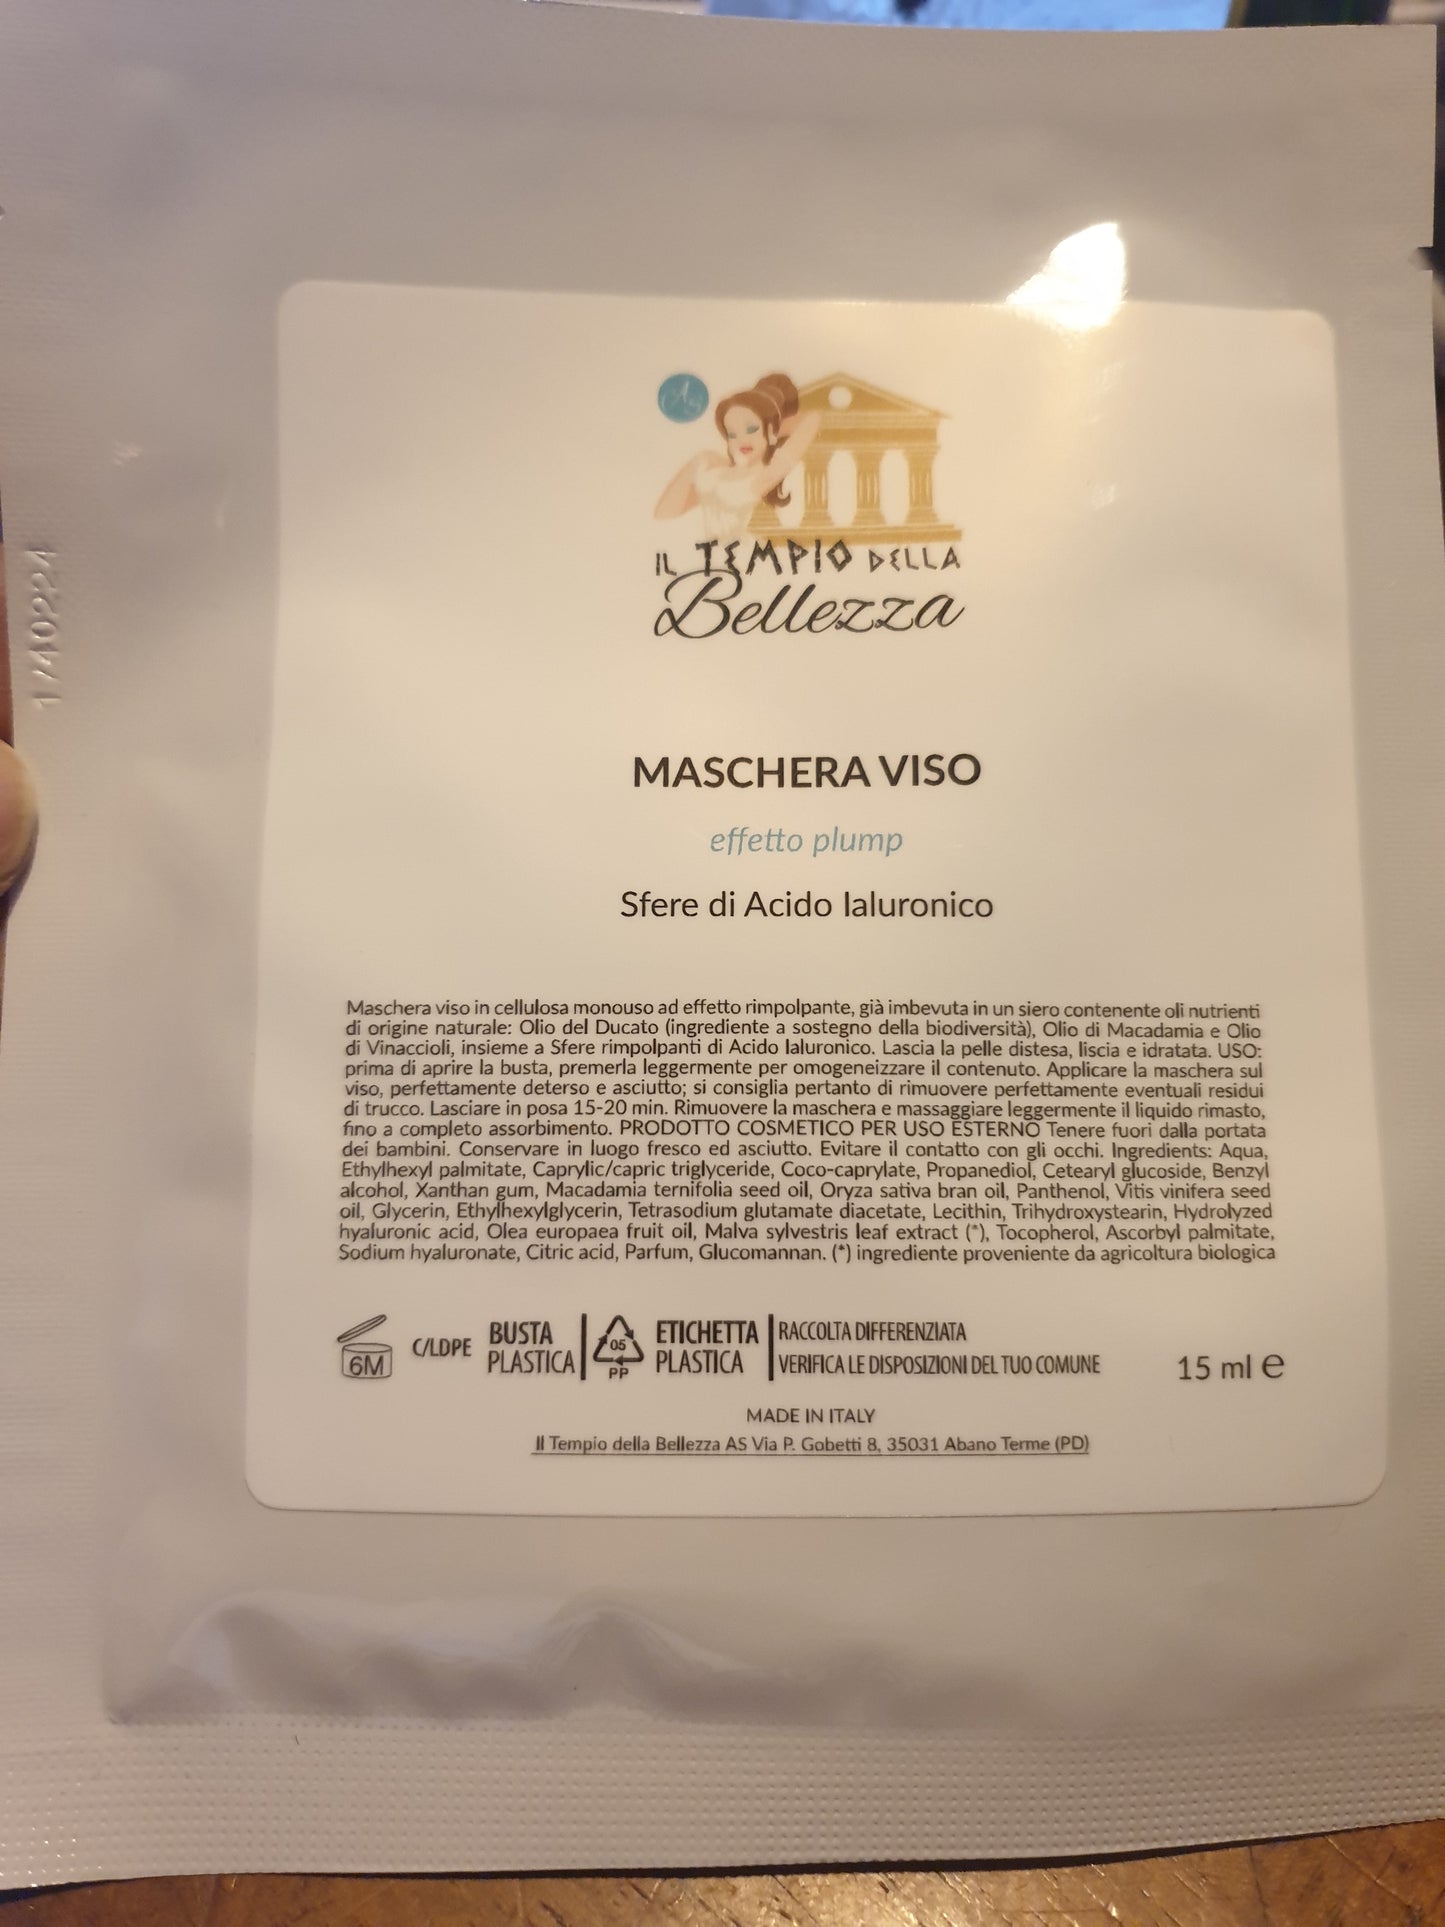 IL TEMPIO DELLA
Bellezza
MASCHERA VISO
effetto plump
Sfere di Acido Ialuronico
Maschera viso in cellulosa monouso ad effetto rimpolpante, già imbevuta in un siero contenente oli nutrienti
di origine naturale: Olio del Ducato (ingrediente a sostegno della biodiversità), Olio di Macadamia e Olio
di Vinaccioli, insieme a Sfere rimpolpanti di Acido Ialuronico. Lascia la pelle distesa, liscia e idratata. USO:
prima di aprire la busta, premerla leggermente per omogeneizzare il contenuto. Applicare la maschera sul
viso, perfettamente deterso e asciutto; si consiglia pertanto di rimuovere perfettamente eventuali residui
di trucco. Lasciare in posa 15-20 min. Rimuovere la maschera e massaggiare leggermente il liquido rimasto,
fino a completo assorbimento. PRODOTTO COSMETICO PER USO ESTERNO Tenere fuori dalla portata
dei bambini. Conservare in luogo fresco ed asciutto. Evitare il contatto con gli occhi. Ingredients: Aqua,
Ethylhexyl palmitate, Caprylic/capric triglyceride, Coco-caprylate, Propanediol, Cetearyl glucoside, Benzyl
alcohol, Xanthan gum, Macadamia ternifolia seed oil, Oryza sativa bran oil, Panthenol, Vitis vinifera seed
oil, Glycerin, Ethylhexylglycerin, Tetrasodium glutamate diacetate, Lecithin, Trihydroxystearin, Hydrolyzed
hyaluronic acid, Olea europaea fruit oil, Malva sylvestris leaf extract (*), Tocopherol, Ascorbyl palmitate,
Sodium hyaluronate, Citric acid, Parfum, Glucomannan. (*) ingrediente proveniente da agricoltura biologica
6M
C/LDPE
BUSTA
PLASTICA
05
PP
ETICHETTA
PLASTICA
RACCOLTA DIFFERENZIATA
VERIFICA LE DISPOSIZIONI DEL TUO COMUNE
15 ml e
MADE IN ITALY
Il Tempio della Bellezza AS Via P. Gobetti 8, 35031 Abano Terme (PD)